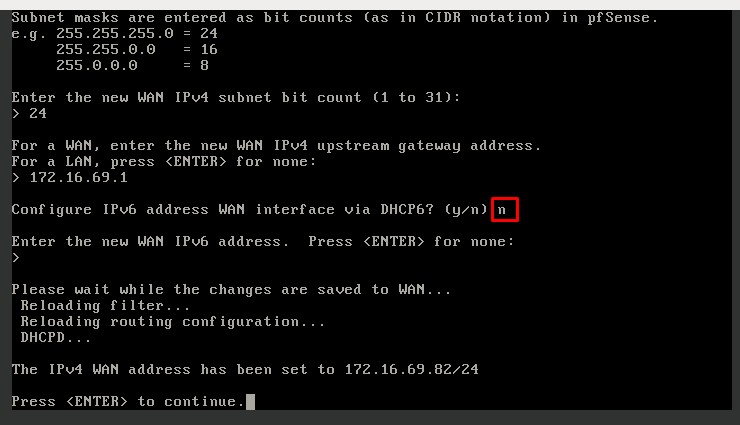 Subnet masks are entered as bit counts (as in CIDR notation) in pfSense.
e.g. 255.255.255.0 = 24
255.255.0.0 = 16
255.0.0.0 = 8
Enter the new WAN IPv4 subnet bit count (1 to 31):
> 24
For a WAN, enter the new WAN IPv4 upstream gateway address.
For a LAN, press <ENTER> for none:
> 172.16.69.1
Configure IPv6 address WAN interface via DHCP6? (y/n) n
Enter the new WAN IPv6 address. Press <ENTER> for none:
>
Please wait while the changes are saved to WAN...
Reloading filter...
Reloading routing configuration...
DHCPD...
The IPv4 WAN address has been set to 172.16.69.82/24
Press <ENTER> to continue.